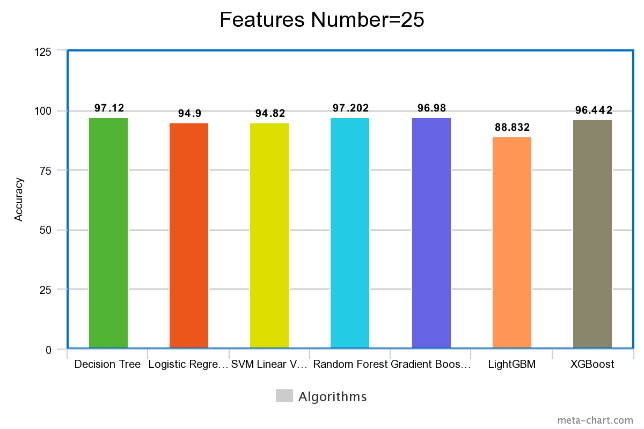 Features Number=25
125
100
75
50
25
0
Accuracy
97.12
94.9
94.82
97.202
96.98
88.832
96.442
Decision Tree
Logistic Regre...
SVM Linear V...
Random Forest
Gradient Boos...
LightGBM
XGBoost
Algorithms
meta-chart.com